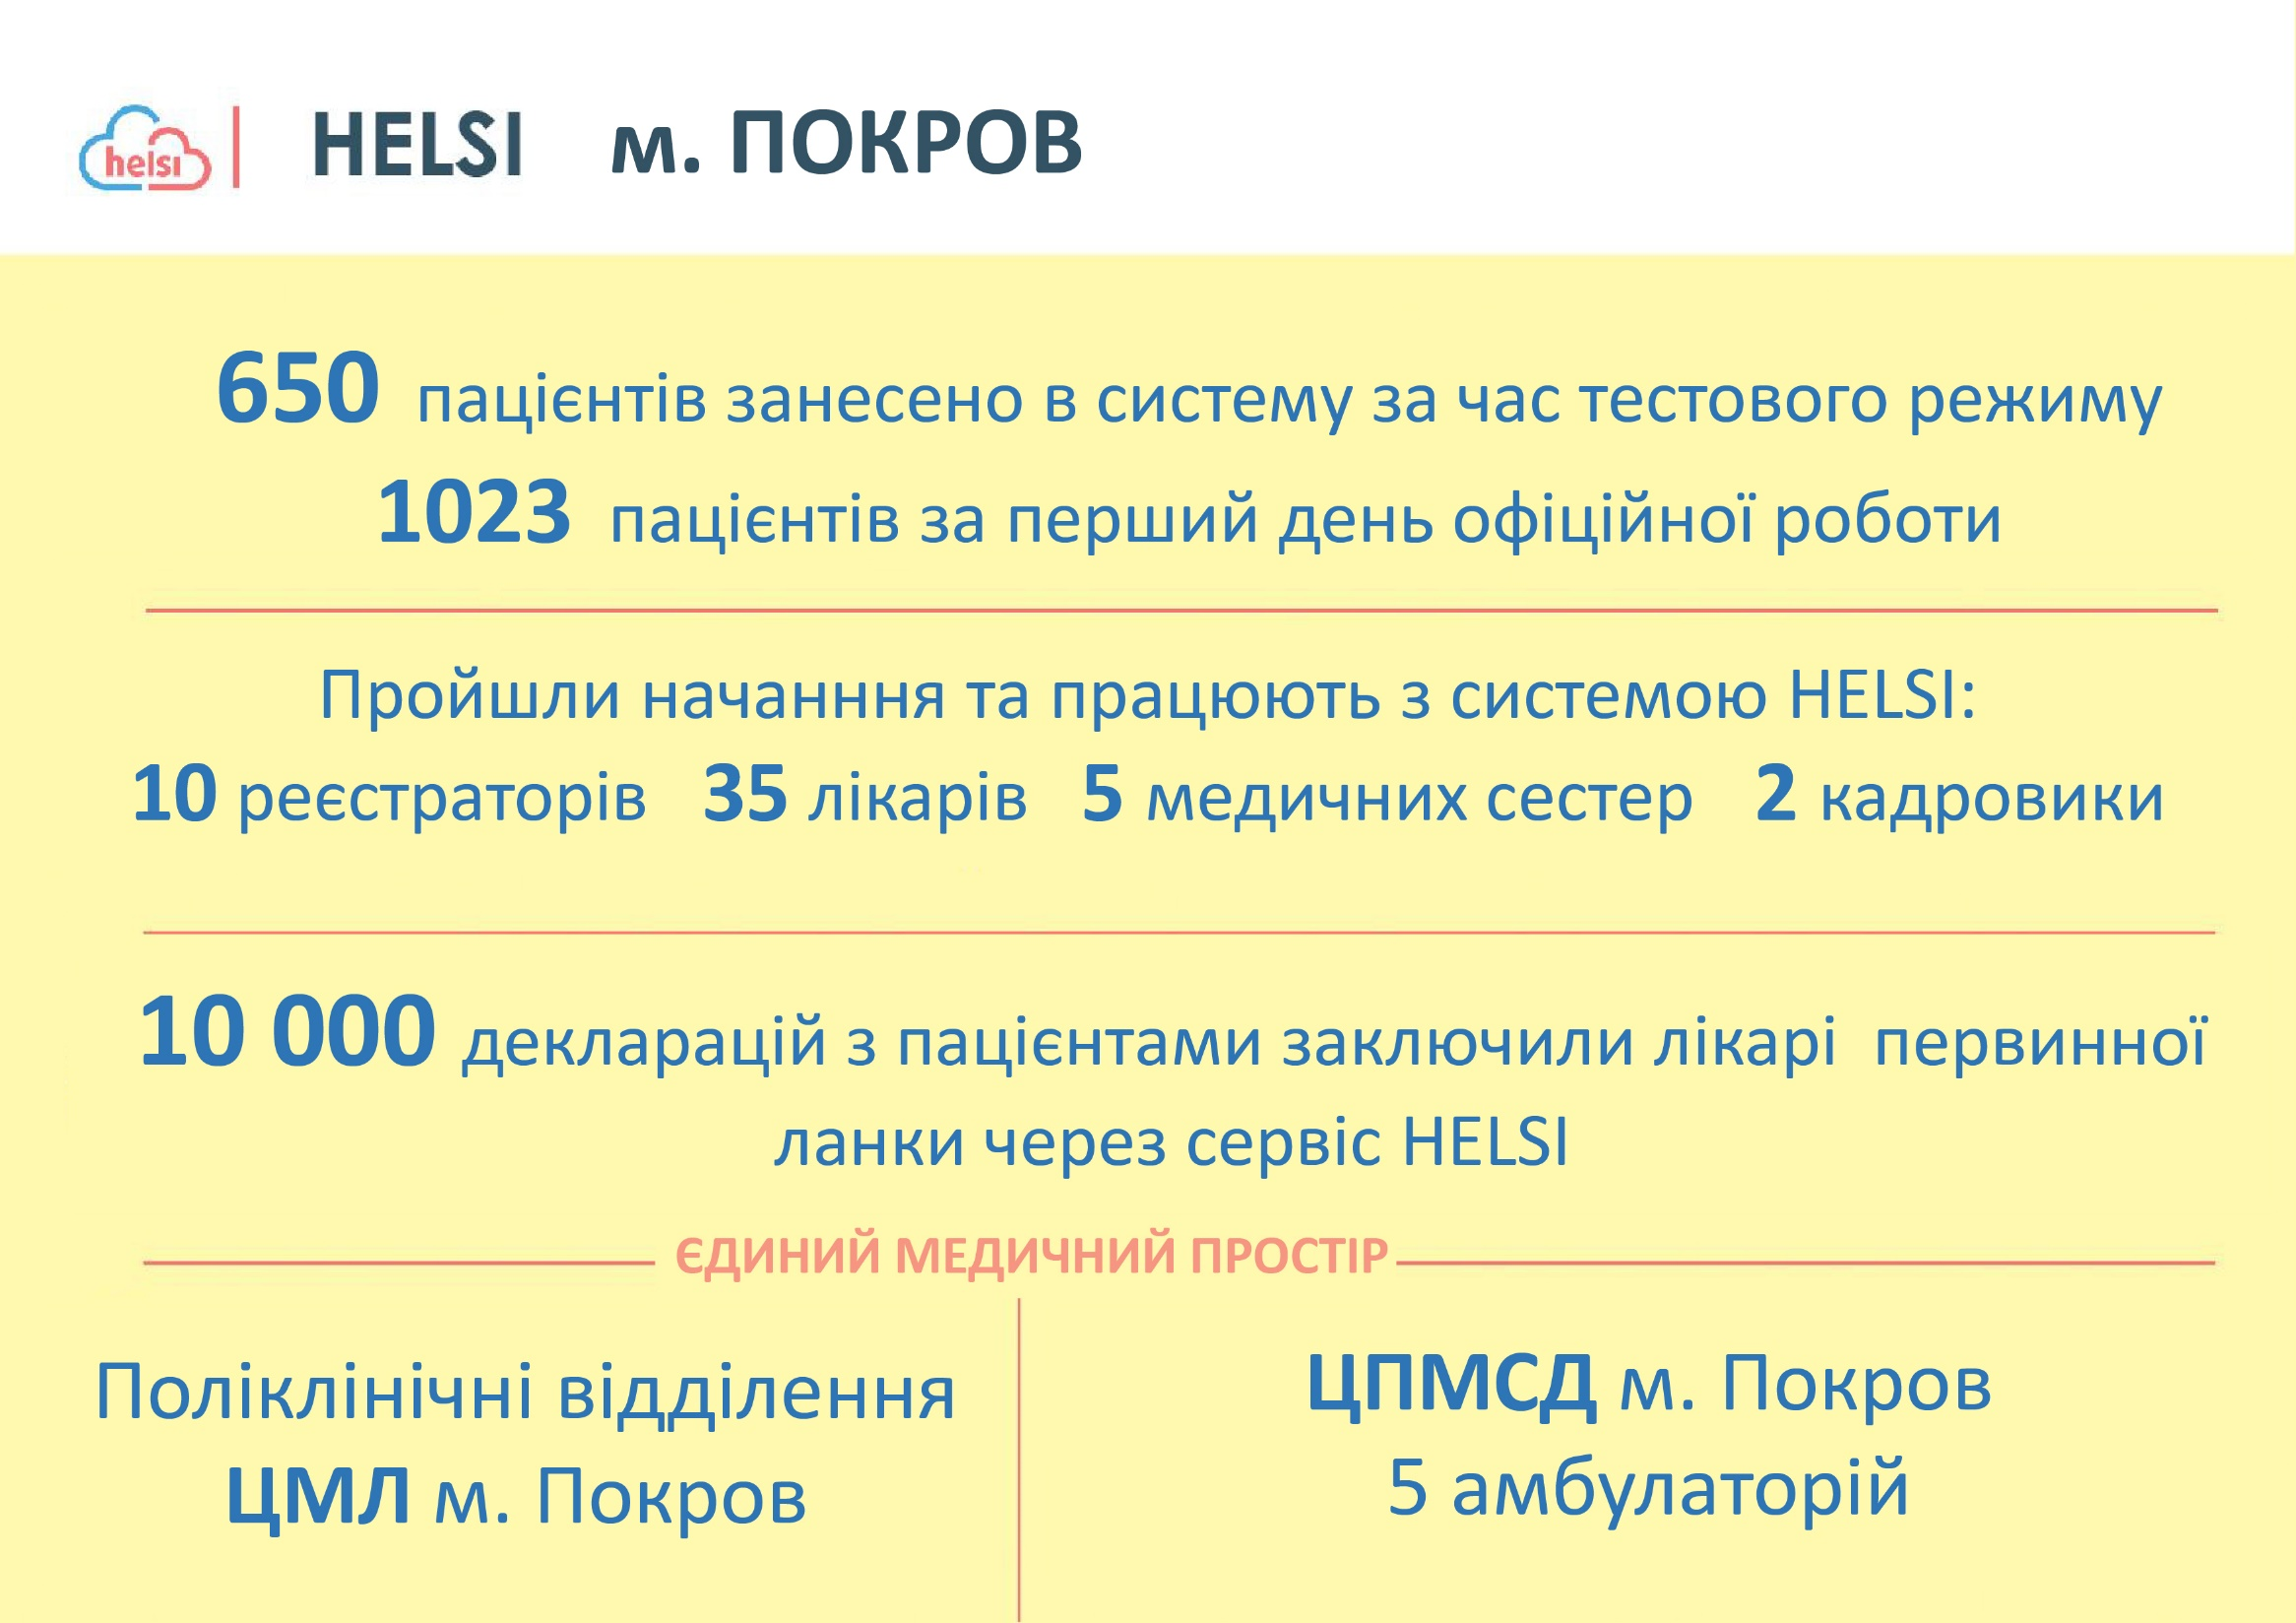 helsi
HELSI м. ПОКРОВ
650 пацієнтів занесено в систему за час тестового режиму
1023 пацієнтів за перший день офіційної роботи
Пройшли начанння та працюють з системою HELSI:
10 реєстраторів 35 лікарів 5 медичних сестер 2 кадровики
10 000 декларацій з пацієнтами заключили лікарі первинної
ланки через сервіс HELSI
ЄДИНИЙ МЕДИЧНИЙ ПРОСТІР
Поліклінічні відділення
ЦМЛ м. Покров
ЦПМСД м. Покров
5 амбулаторій